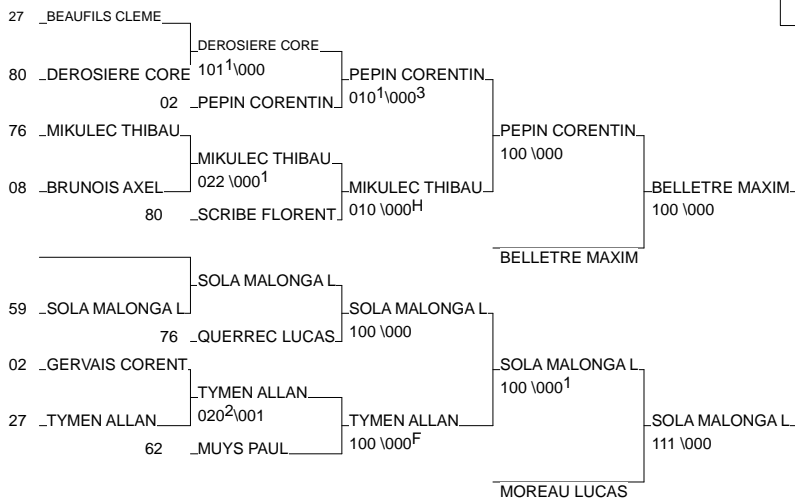 27 BEAUFILS CLEME
DEROSIERE CORE
80 DEROSIERE CORE 101¹\000 PEPIN CORENTIN
02 PEPIN CORENTIN 010¹\000³
76 MIKULEC THIBAU PEPIN CORENTIN
MIKULEC THIBAU 100 \000
022 \000¹
08 BRUNOIS AXEL MIKULEC THIBAU BELLETRE MAXIM
80 SCRIBE FLORENT 010 \000ᴴ 100 \000
BELLETRE MAXIM
SOLA MALONGA L
59 SOLA MALONGA L SOLA MALONGA L
76 QUERREC LUCAS 100 \000
02 GERVAIS CORENT SOLA MALONGA L
TYMEN ALLAN 100 \000¹
020²\001
27 TYMEN ALLAN TYMEN ALLAN SOLA MALONGA L
62 MUYS PAUL 100 \000F 111 \000
MOREAU LUCAS